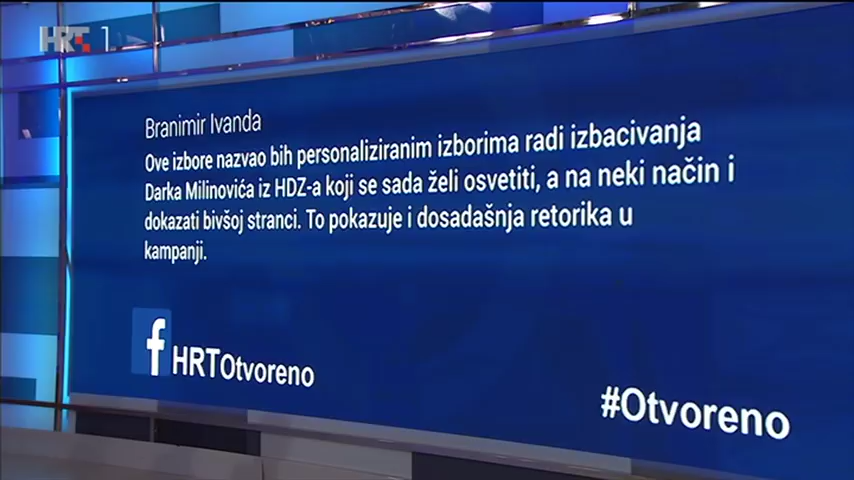 HRT 1
Branimir Ivanda
Ove izbore nazvao bih personaliziranim izborima radi izbacivanja
Darka Milinovića iz HDZ-a koji se sada želi osvetiti, a na neki način i
dokazati bivšoj stranci. To pokazuje i dosadašnja retorika u
kampanji.
f HRTOtvoreno
#Otvoreno